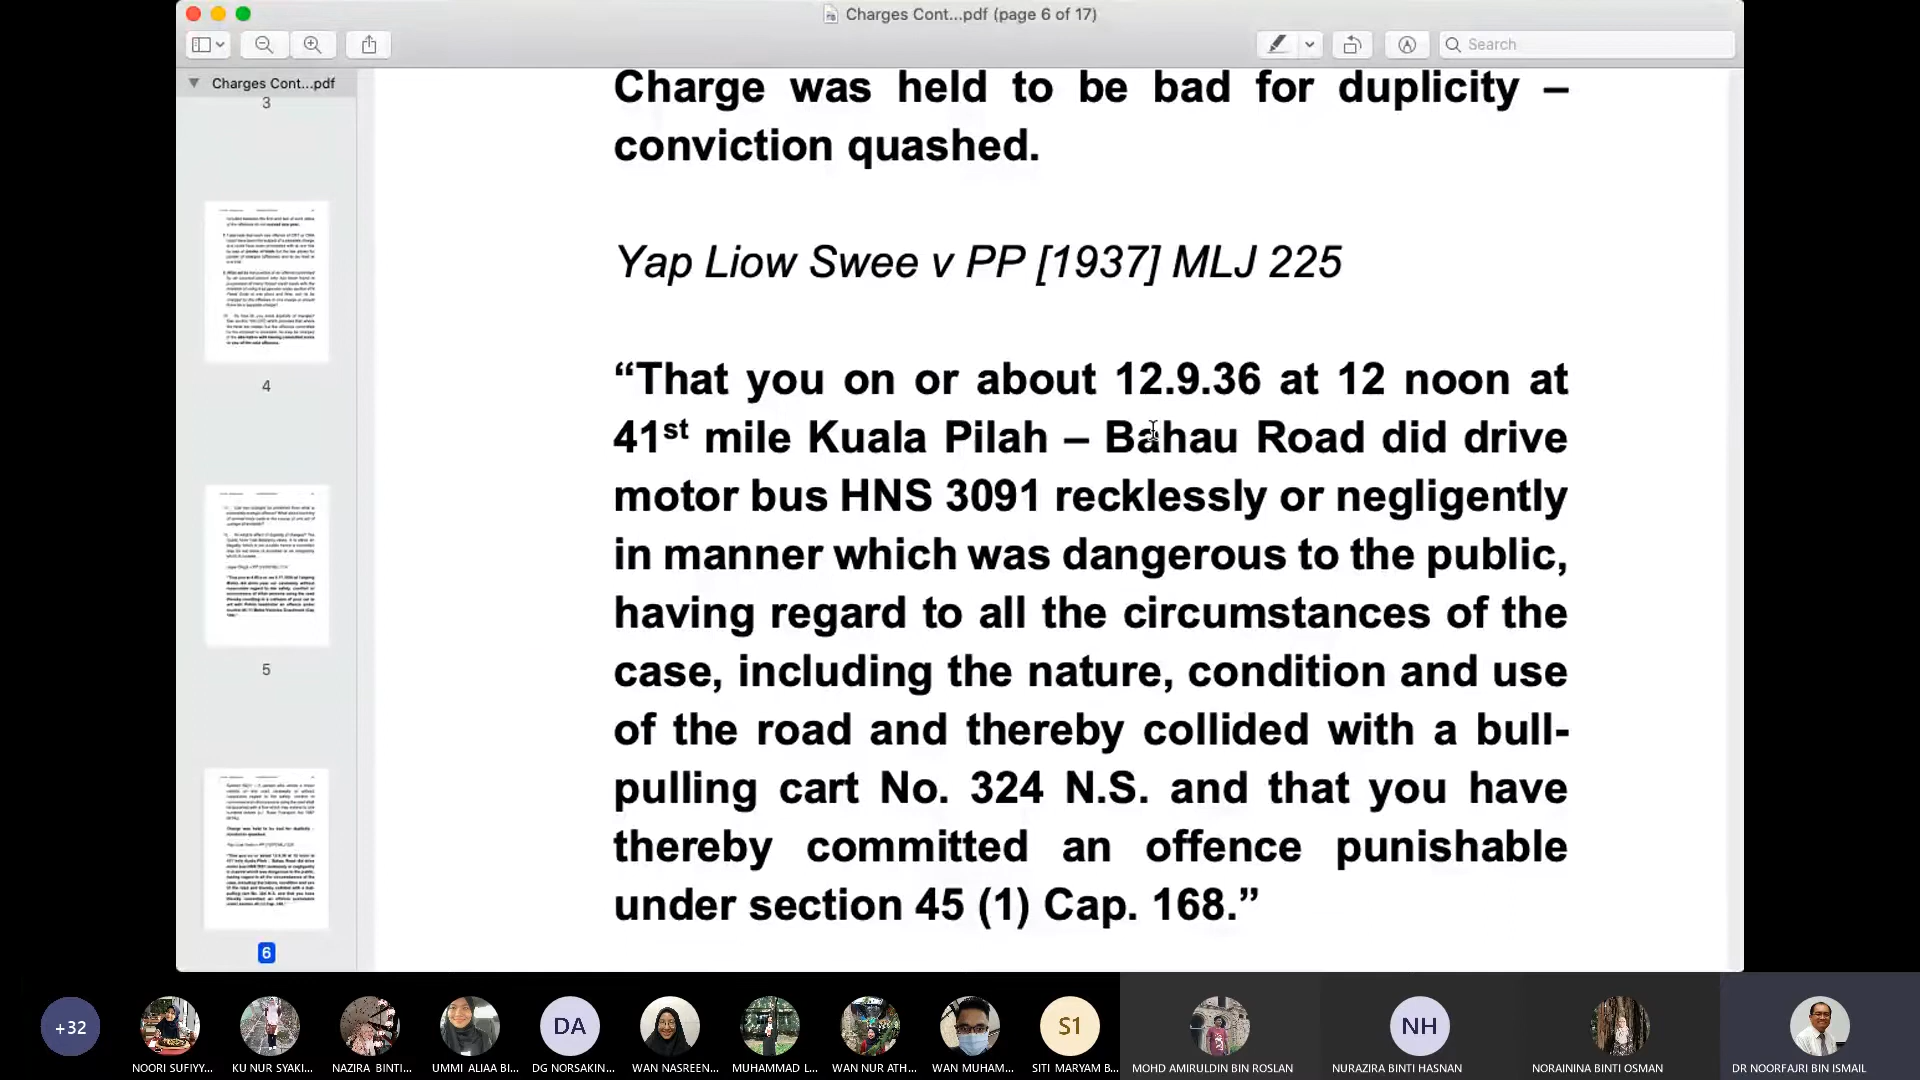 Charges Cont...pdf (page 6 of 17)
Search
Charges Cont...pdf
3
4
5
6
Charge was held to be bad for duplicity –
conviction quashed.
Yap Liow Swee v PP [1937] MLJ 225
“That you on or about 12.9.36 at 12 noon at
41st mile Kuala Pilah – Bahau Road did drive
motor bus HNS 3091 recklessly or negligently
in manner which was dangerous to the public,
having regard to all the circumstances of the
case, including the nature, condition and use
of the road and thereby collided with a bull-
pulling cart No. 324 N.S. and that you have
thereby committed an offence punishable
under section 45 (1) Cap. 168.”
+32
DA
S1
NH
NOORI SUFIYY...
KU NUR SYAKI...
NAZIRA BINTI...
UMMI ALIAA BI...
DG NORSAKIN...
WAN NASREEN...
MUHAMMAD L...
WAN NUR ATH...
WAN MUHAM...
SITI MARYAM B...
MOHD AMIRULDIN BIN ROSLAN
NURAZIRA BINTI HASNAN
NORAININA BINTI OSMAN
DR NOORFAJRI BIN ISMAIL